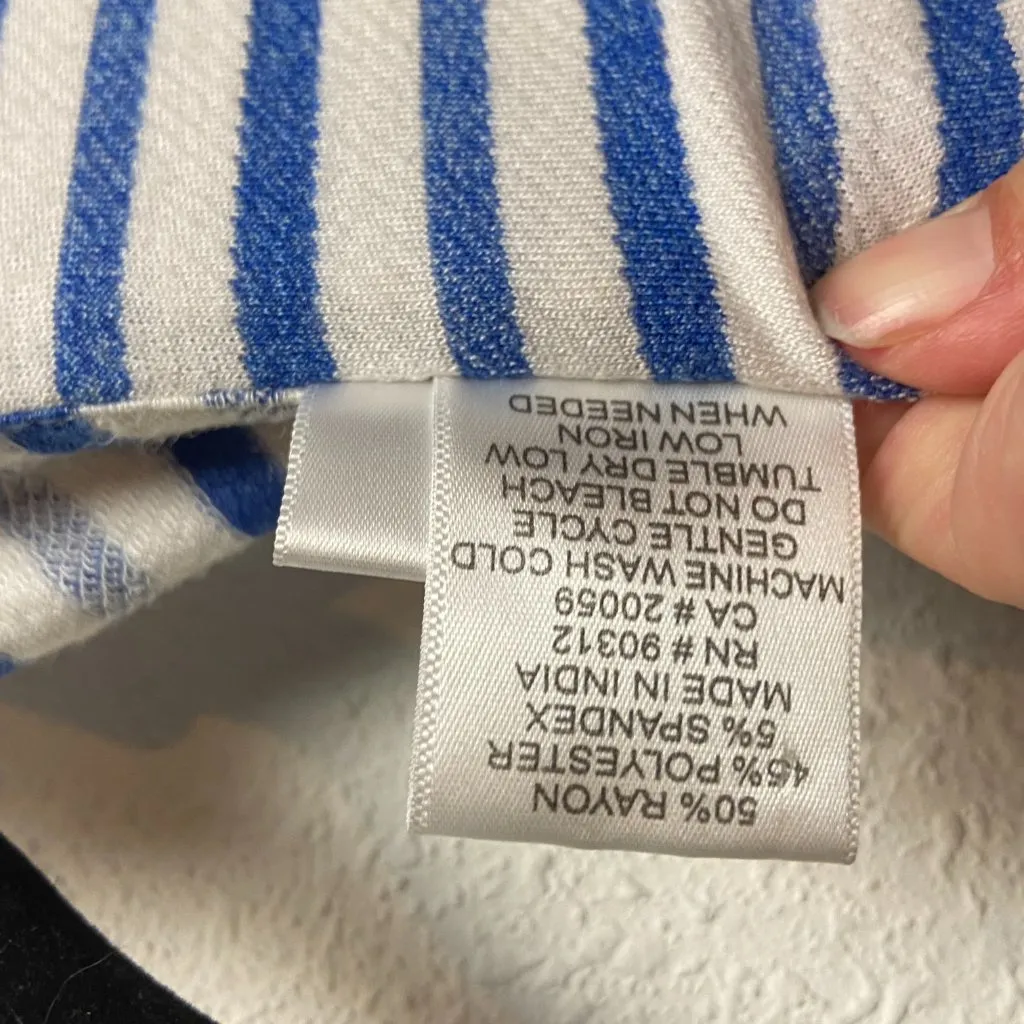 50% RAYON
45% POLYESTER
5% SPANDEX
MADE IN INDIA
RN # 90312
CA # 20059
MACHINE WASH COLD
GENTLE CYCLE
DO NOT BLEACH
TUMBLE DRY LOW
LOW IRON
WHEN NEEDED